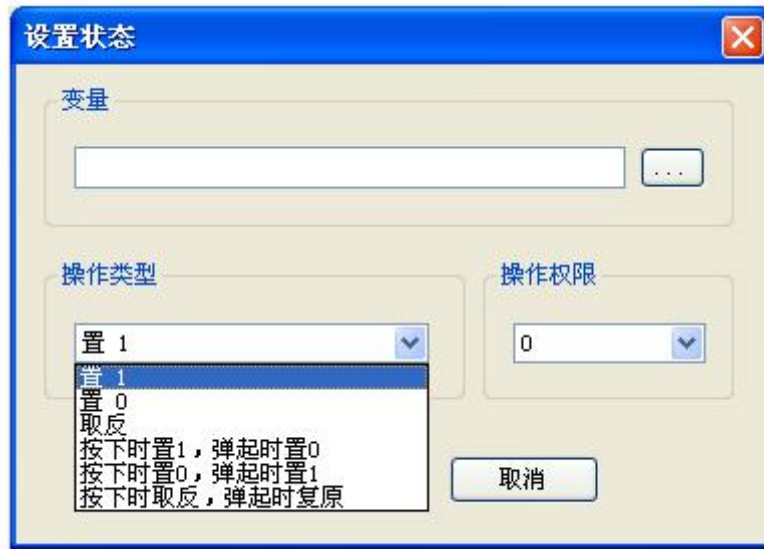 设置状态
变量
...
操作类型
操作权限
置 1
0
置 1
置 0
取反
按下时置1，弹起时置0
按下时置0，弹起时置1
按下时取反，弹起时复原
取消